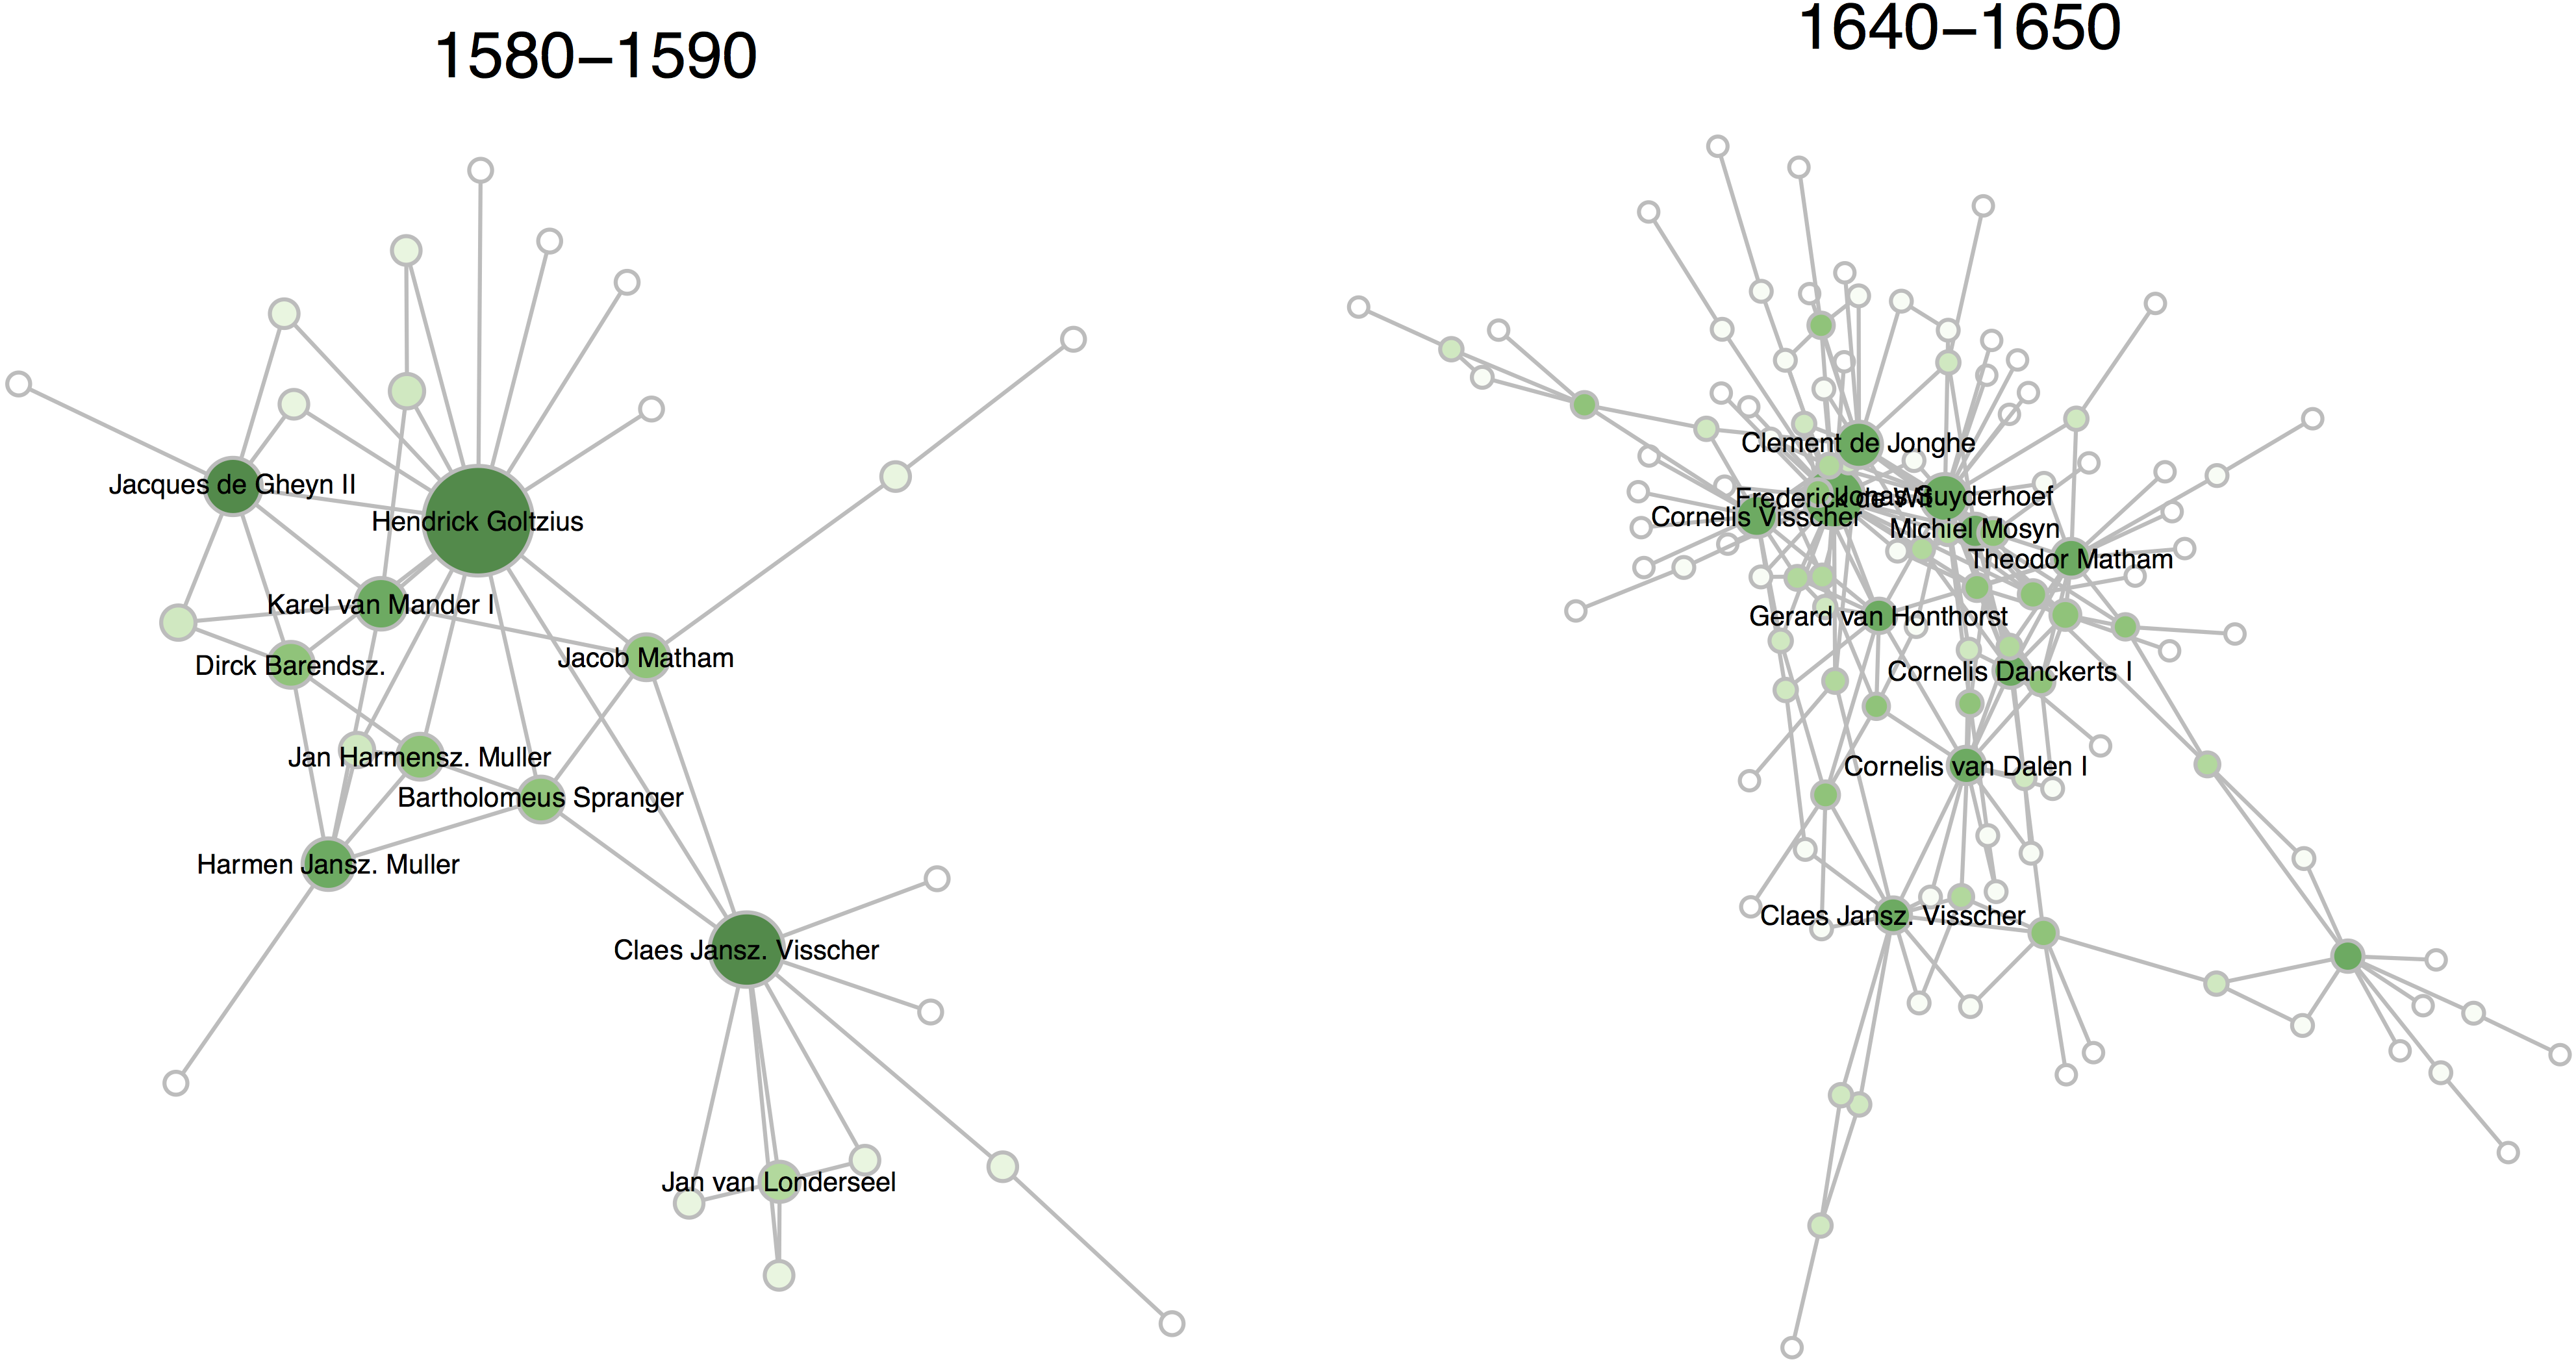 1580–1590
Jacques de Gheyn II
Hendrick Goltzius
Karel van Mander I
Jacob Matham
Dirck Barendsz.
Jan Harmensz. Muller
Bartholomeus Spranger
Harmen Jansz. Muller
Claes Jansz. Visscher
Jan van Londerseel
1640–1650
Clement de Jonghe
Frederick de Wit
Jonas Suyderhoef
Cornelis Visscher
Michiel Mosyn
Theodor Matham
Gerard van Honthorst
Cornelis Danckerts I
Cornelis van Dalen I
Claes Jansz. Visscher